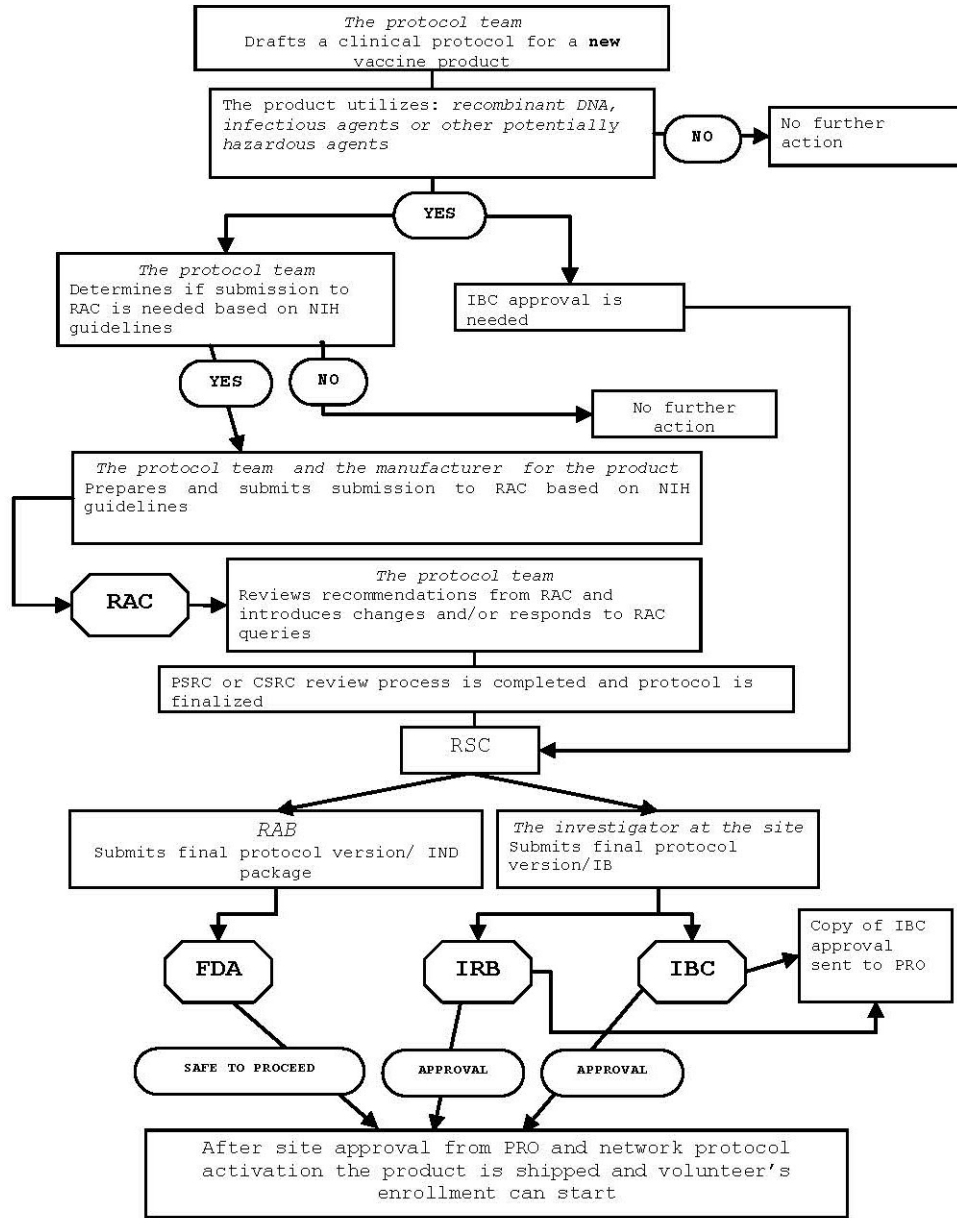 The protocol team
Drafts a clinical protocol for a new
vaccine product
The product utilizes: recombinant DNA,
infectious agents or other potentially
hazardous agents
NO
No further
action
YES
The protocol team
Determines if submission to
RAC is needed based on NIH
guidelines
IBC approval is
needed
YES
NO
No further
action
The protocol team and the manufacturer for the product
Prepares and submits submission to RAC based on NIH
guidelines
RAC
The protocol team
Reviews recommendations from RAC and
introduces changes and/or responds to RAC
queries
PSRC or CSRC review process is completed and protocol is
finalized
RSC
RAB
Submits final protocol version/ IND
package
The investigator at the site
Submits final protocol
version/IB
FDA
IRB
IBC
Copy of IBC
approval
sent to PRO
SAFE TO PROCEED
APPROVAL
APPROVAL
After site approval from PRO and network protocol
activation the product is shipped and volunteer's
enrollment can start